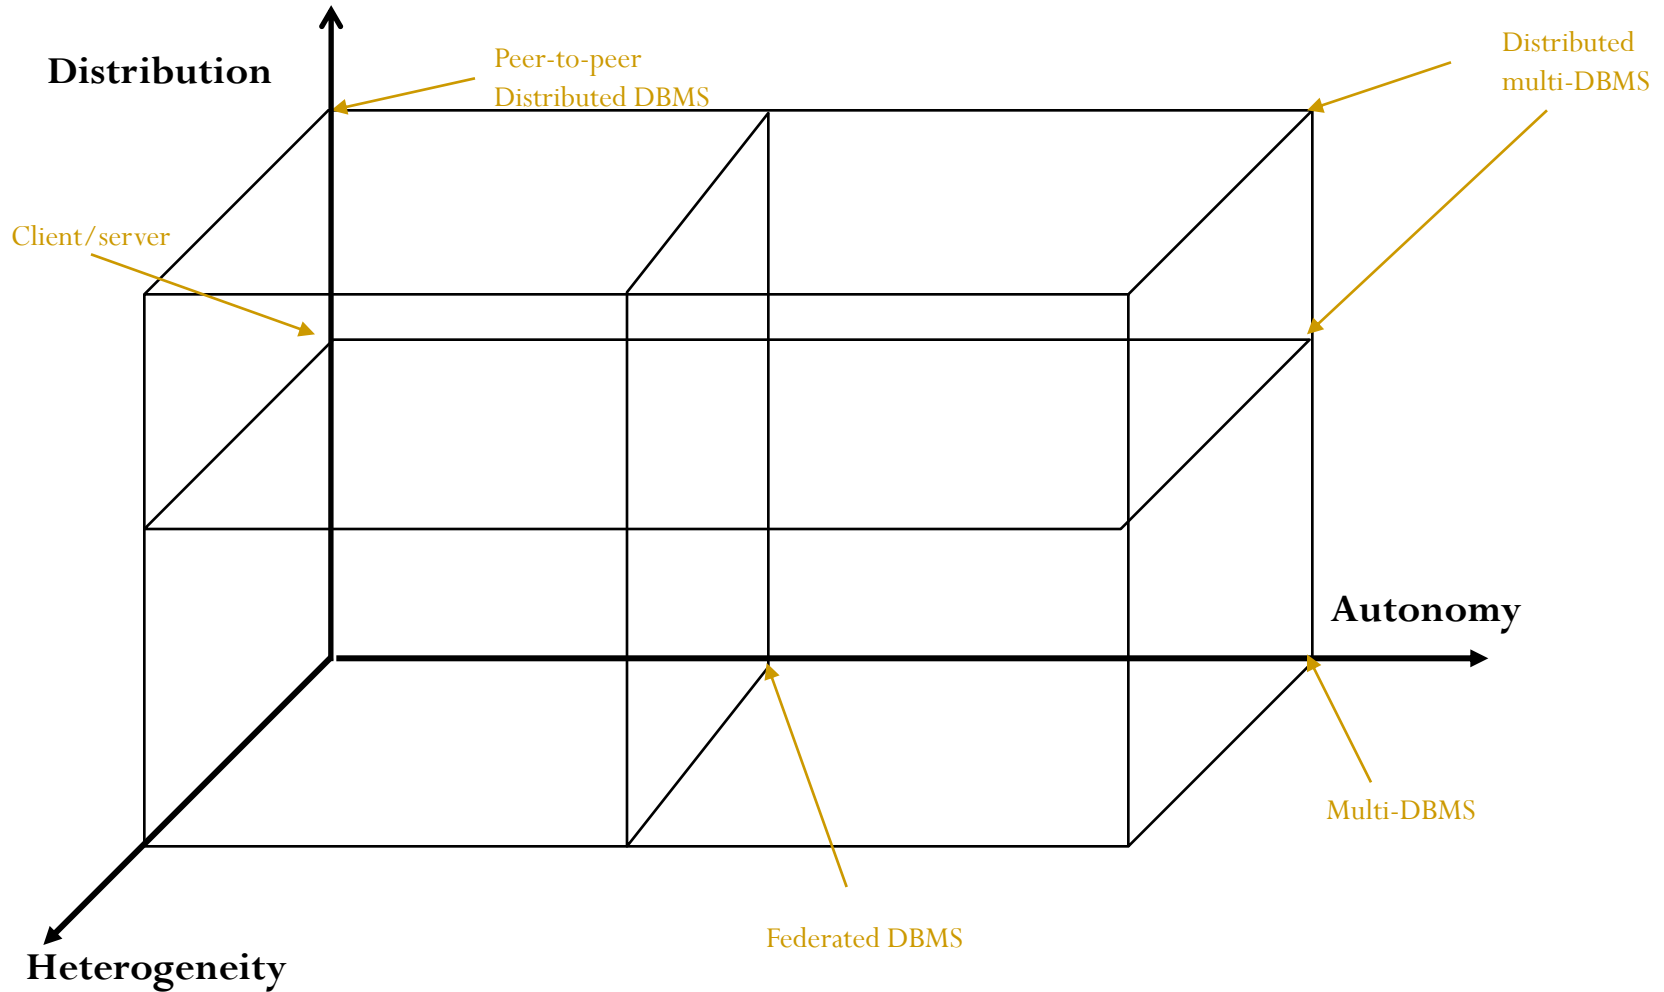 Distribution
Peer-to-peer
Distributed DBMS
Distributed
multi-DBMS
Client/server
Autonomy
Multi-DBMS
Federated DBMS
Heterogeneity